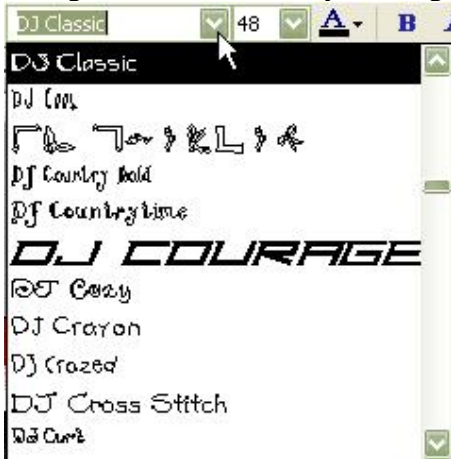 DJ Classic 48 A B
DJ Classic
DJ Cool
DJ Country Bold
DJ Countrytime
DJ COURAGE
DJ Cozy
DJ Crayon
DJ Crazed
DJ Cross Stitch
DJ Curl